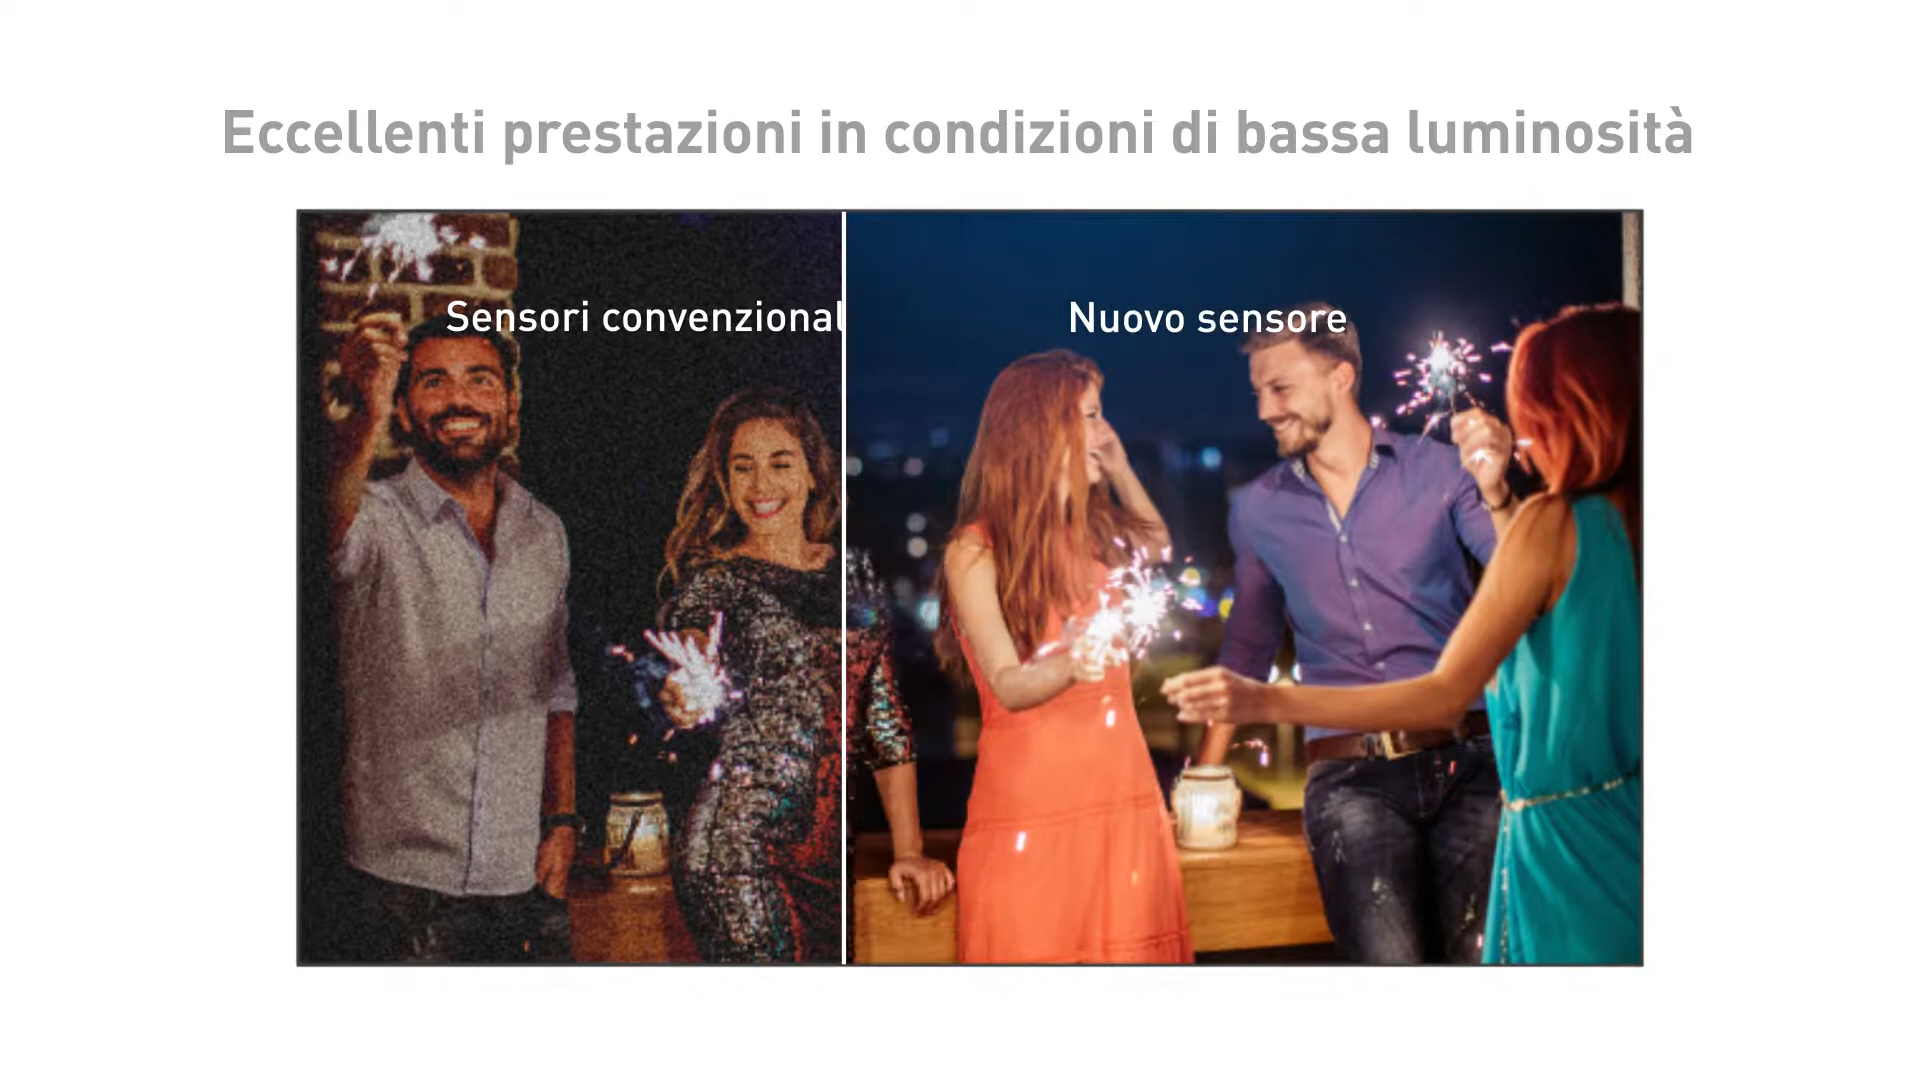 Eccellenti prestazioni in condizioni di bassa luminosità
Sensori convenzional
Nuovo sensore